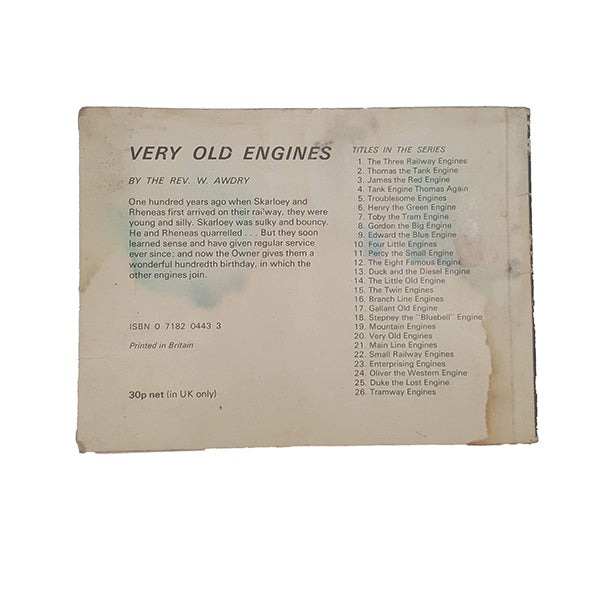 VERY OLD ENGINES
BY THE REV. W. AWDRY
One hundred years ago when Skarloey and
Rheneas first arrived on their railway, they were
young and silly. Skarloey was sulky and bouncy.
He and Rheneas quarrelled . . . But they soon
learned sense and have given regular service
ever since; and now the Owner gives them a
wonderful hundredth birthday, in which the
other engines join.
ISBN 0 7182 0443 3
Printed in Britain
30p net (in UK only)
TITLES IN THE SERIES
1. The Three Railway Engines
2. Thomas the Tank Engine
3. James the Red Engine
4. Tank Engine Thomas Again
5. Troublesome Engines
6. Henry the Green Engine
7. Toby the Tram Engine
8. Gordon the Big Engine
9. Edward the Blue Engine
10. Four Little Engines
11. Percy the Small Engine
12. The Eight Famous Engines
13. Duck and the Diesel Engine
14. The Little Old Engine
15. The Twin Engines
16. Branch Line Engines
17. Gallant Old Engine
18. Stepney the "Bluebell" Engine
19. Mountain Engines
20. Very Old Engines
21. Main Line Engines
22. Small Railway Engines
23. Enterprising Engines
24. Oliver the Western Engine
25. Duke the Lost Engine
26. Tramway Engines